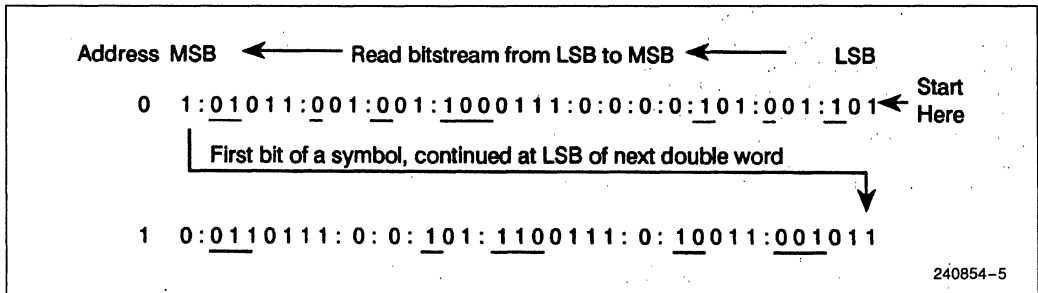 Address MSB Read bitstream from LSB to MSB LSB
Start
0 1:01011:001:001:1000111:0:0:0:0:101:001:101 Here
First bit of a symbol, continued at LSB of next double word
1 0:0110111:0:0:101:1100111:0:10011:001011
240854-5